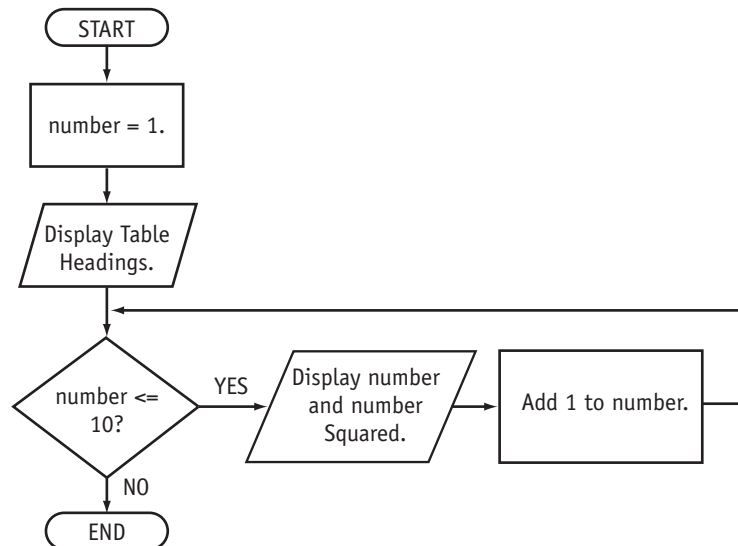 START
number = 1.
Display Table
Headings.
number <=
10?
YES
Display number
and number
Squared.
Add 1 to number.
NO
END